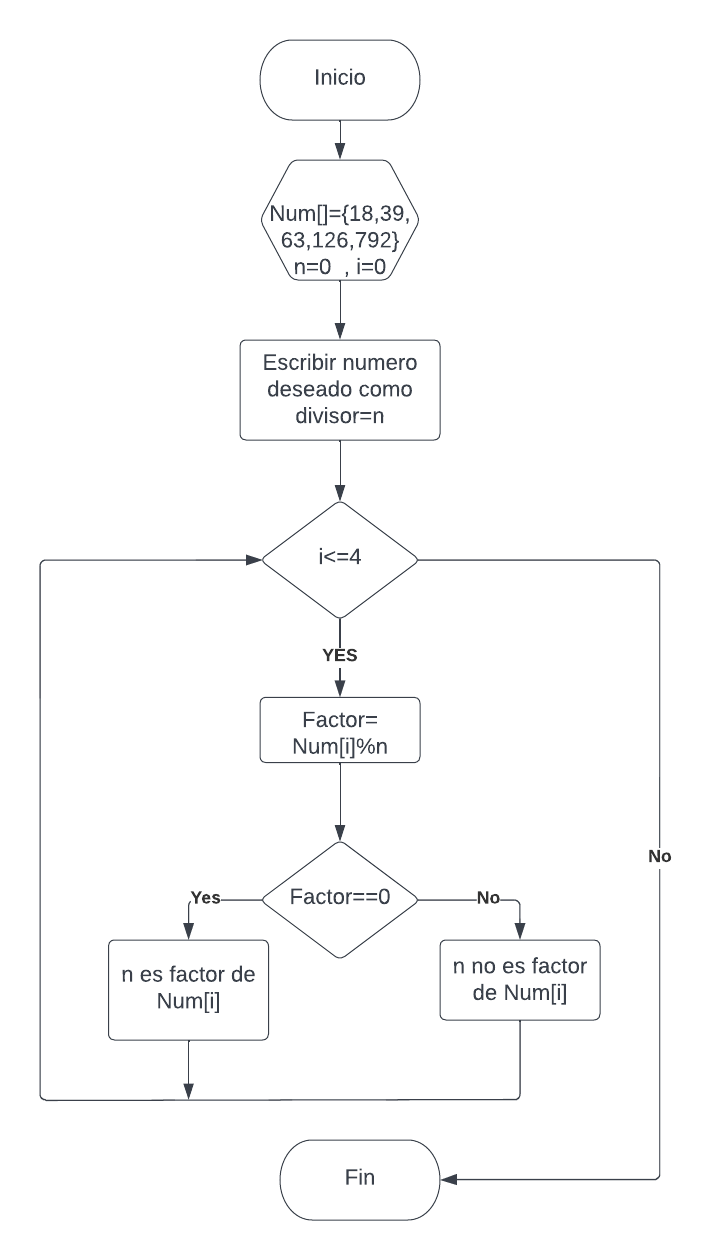 Inicio
Num[]={18,39,
63,126,792}
n=0 , i=0
Escribir numero
deseado como
divisor=n
i<=4
YES
Factor=
Num[i]%n
Factor==0
Yes
No
n es factor de
Num[i]
n no es factor
de Num[i]
No
Fin